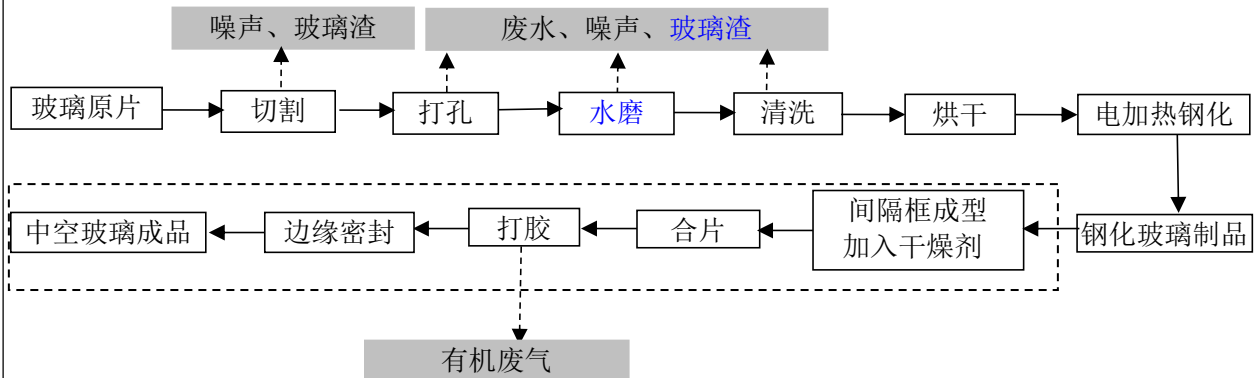 噪声、玻璃渣
废水、噪声、玻璃渣
玻璃原片
切割
打孔
水磨
清洗
烘干
电加热钢化
中空玻璃成品
边缘密封
打胶
合片
间隔框成型
加入干燥剂
钢化玻璃制品
有机废气